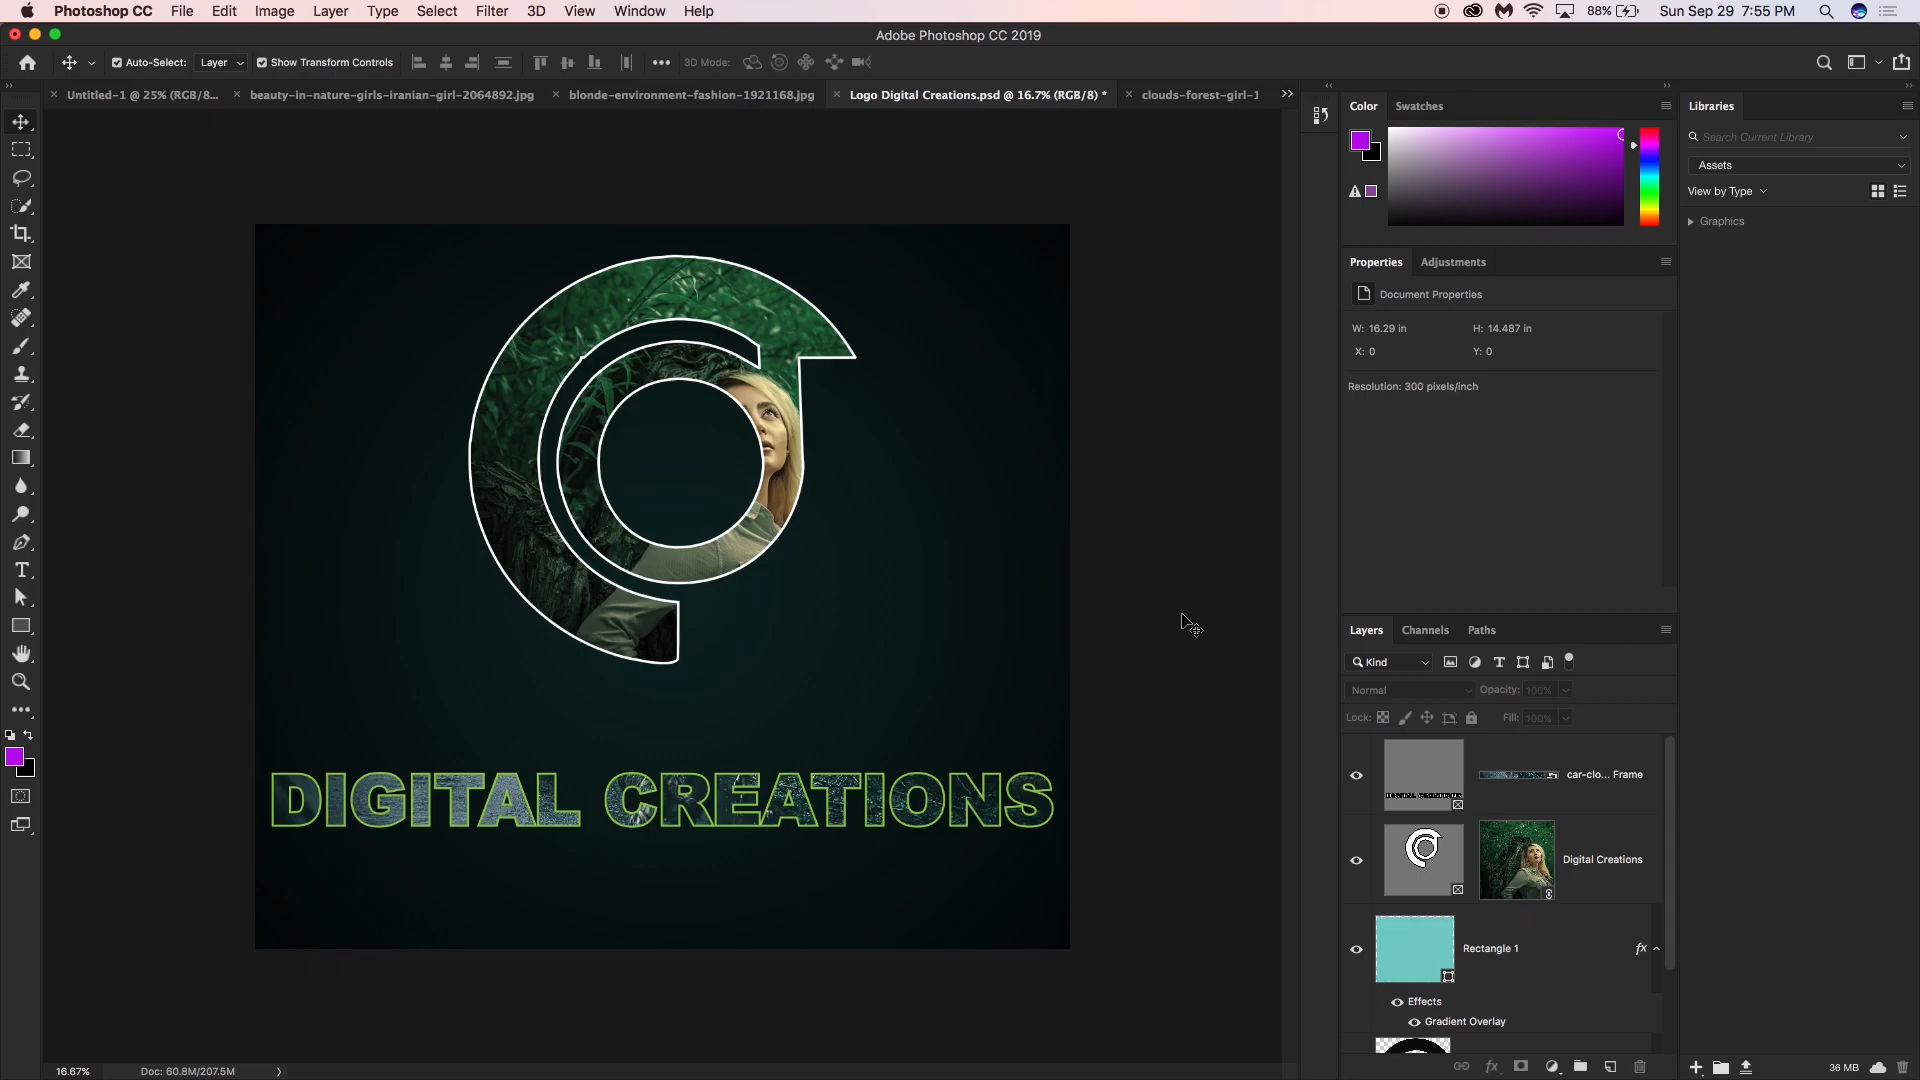 Photoshop CC File Edit Image Layer Type Select Filter 3D View Window Help 88% Sun Sep 29 7:55 PM
Adobe Photoshop CC 2019
Auto-Select: Layer Show Transform Controls 3D Mode:
Untitled-1 @ 25% (RGB/8... beauty-in-nature-girls-iranian-girl-2064892.jpg blonde-environment-fashion-1921168.jpg Logo Digital Creations.psd @ 16.7% (RGB/8) * clouds-forest-girl-1
Color Swatches
Libraries
Search Current Library
Assets
View by Type
Graphics
Properties Adjustments
Document Properties
W: 16.29 in H: 14.487 in
X: 0 Y: 0
Resolution: 300 pixels/inch
Layers Channels Paths
Kind
Normal Opacity: 100%
Lock: Fill: 100%
car-clo... Frame
Digital Creations
Rectangle 1 fx
Effects
Gradient Overlay
DIGITAL CREATIONS
16.67% Doc: 60.8M/207.5M
fx
36 MB